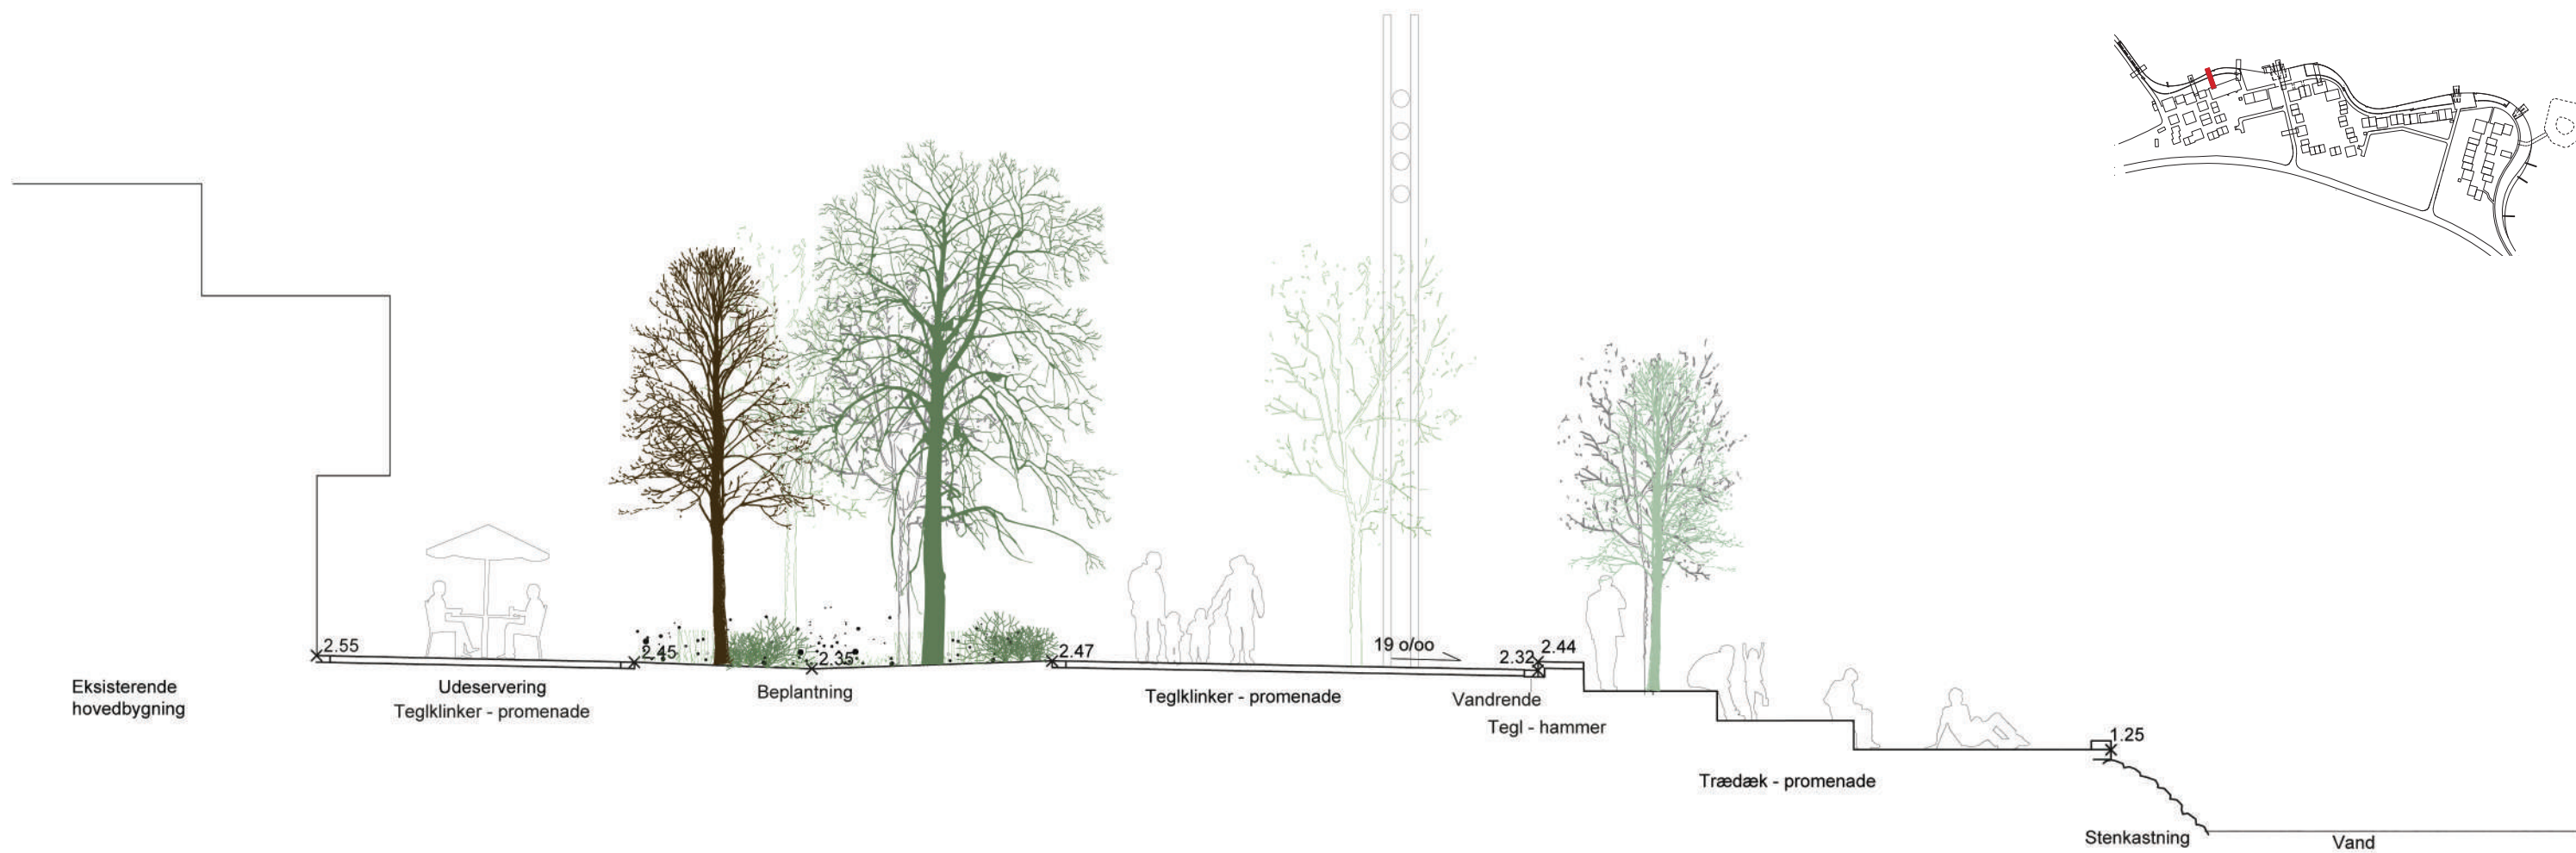 2.55
2.45
2.35
2.47
19 o/oo
2.32
2.44
1.25
Eksisterende
hovedbygning
Udeservering
Teglklinker - promenade
Beplantning
Teglklinker - promenade
Vandrende
Tegl - hammer
Trædæk - promenade
Stenkastning
Vand